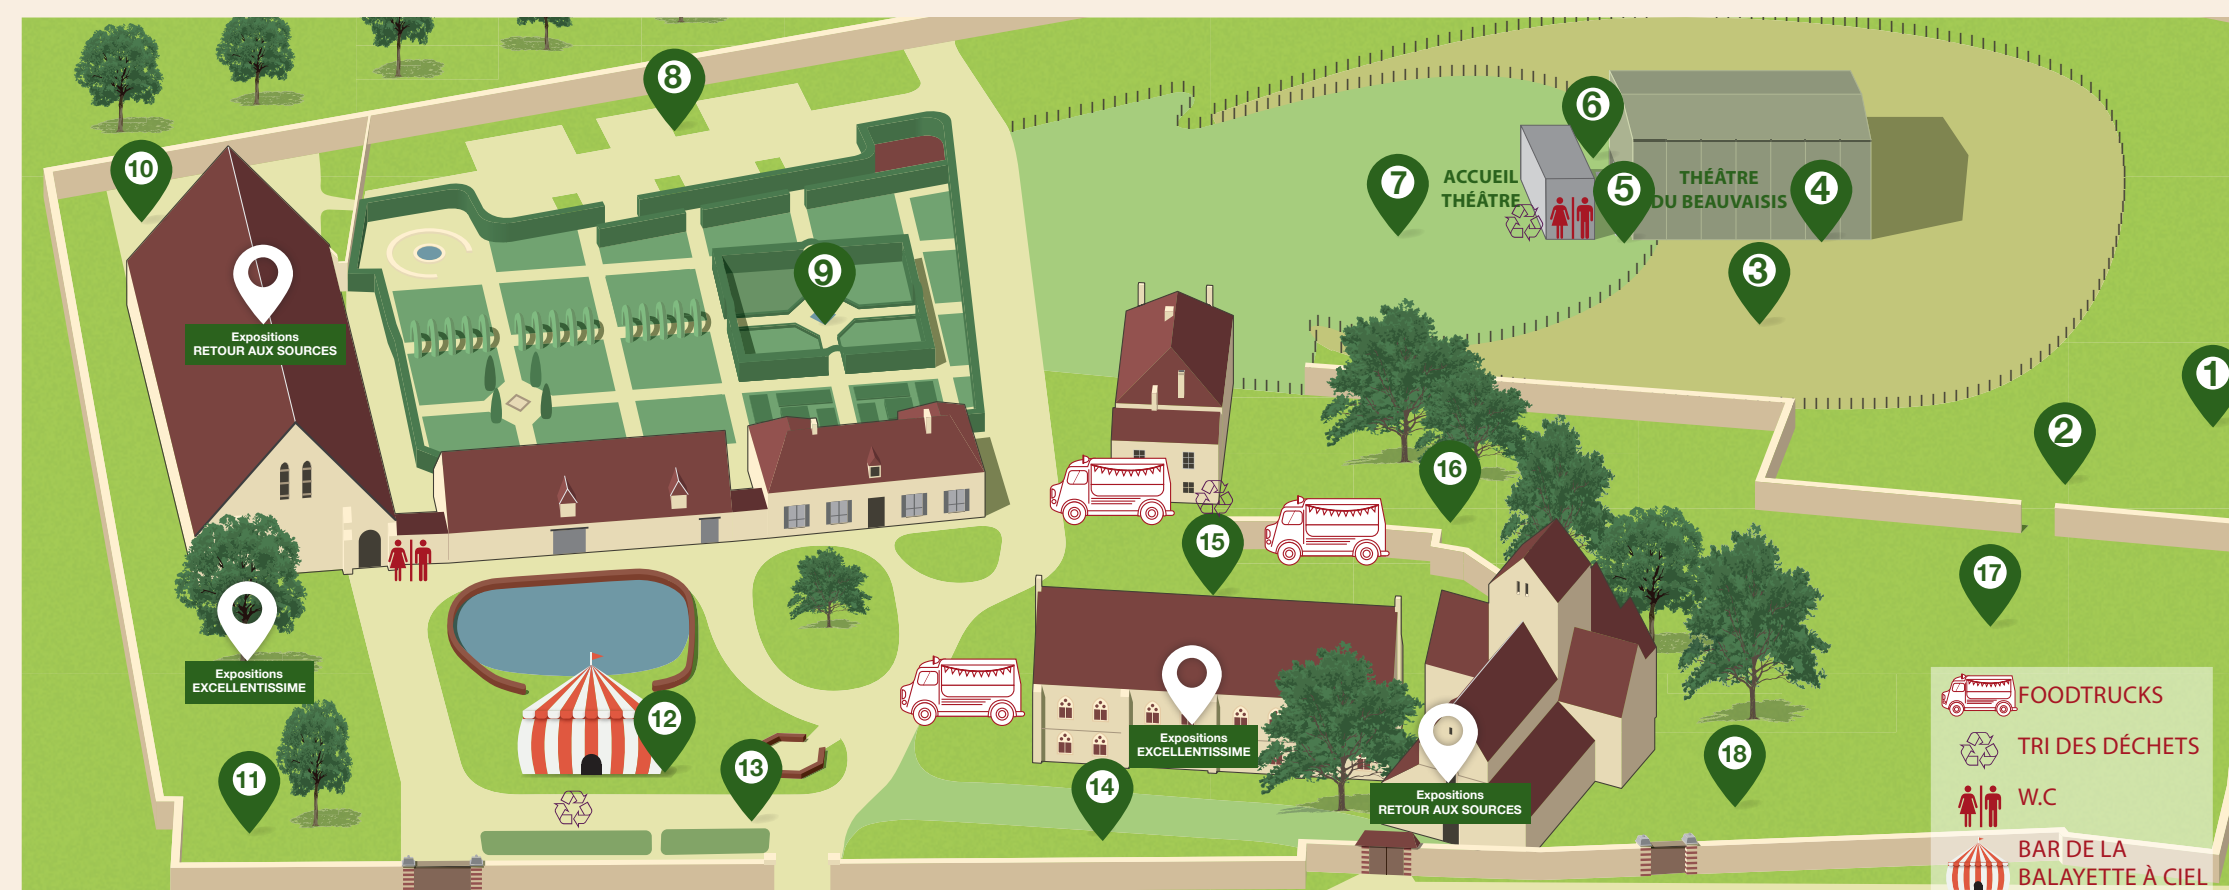 8
6
10
7
ACCUEIL
THÉÂTRE
5
THÉÂTRE
DU BEAUVAISIS
4
9
3
Expositions
RETOUR AUX SOURCES
1
2
16
15
17
Expositions
EXCELLENTISSIME
12
Expositions
EXCELLENTISSIME
13
11
14
Expositions
RETOUR AUX SOURCES
18
FOODTRUCKS
TRI DES DÉCHETS
W.C
BAR DE LA
BALAYETTE À CIEL